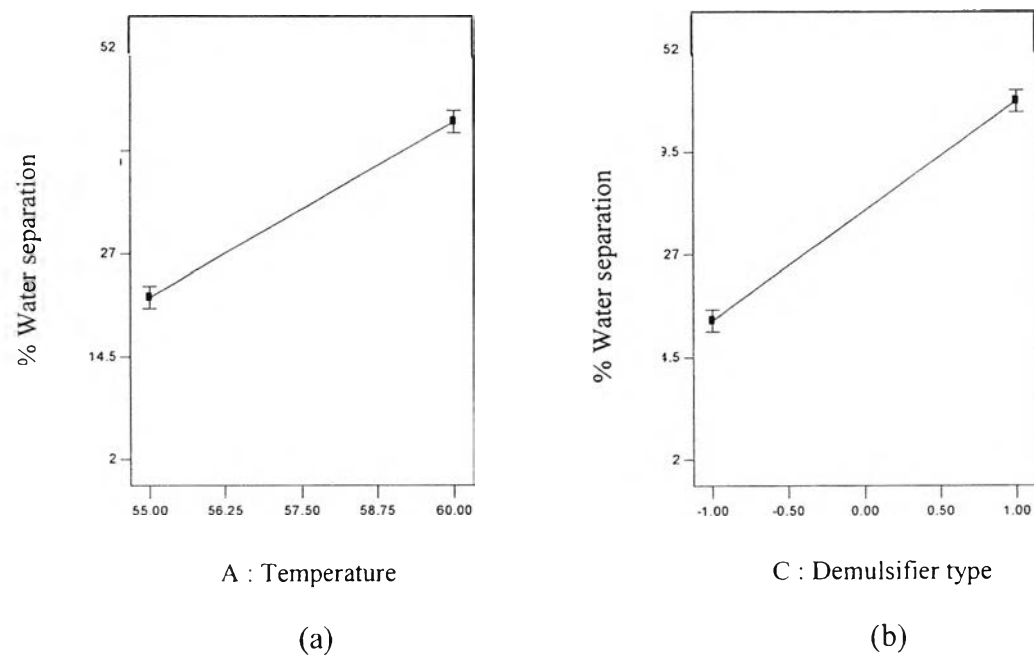 52
27
14.5
2
% Water separation
55.00 56.25 57.50 58.75 60.00
A : Temperature
(a)
52
9.5
27
4.5
2
% Water separation
-1.00 -0.50 0.00 0.50 1.00
C : Demulsifier type
(b)